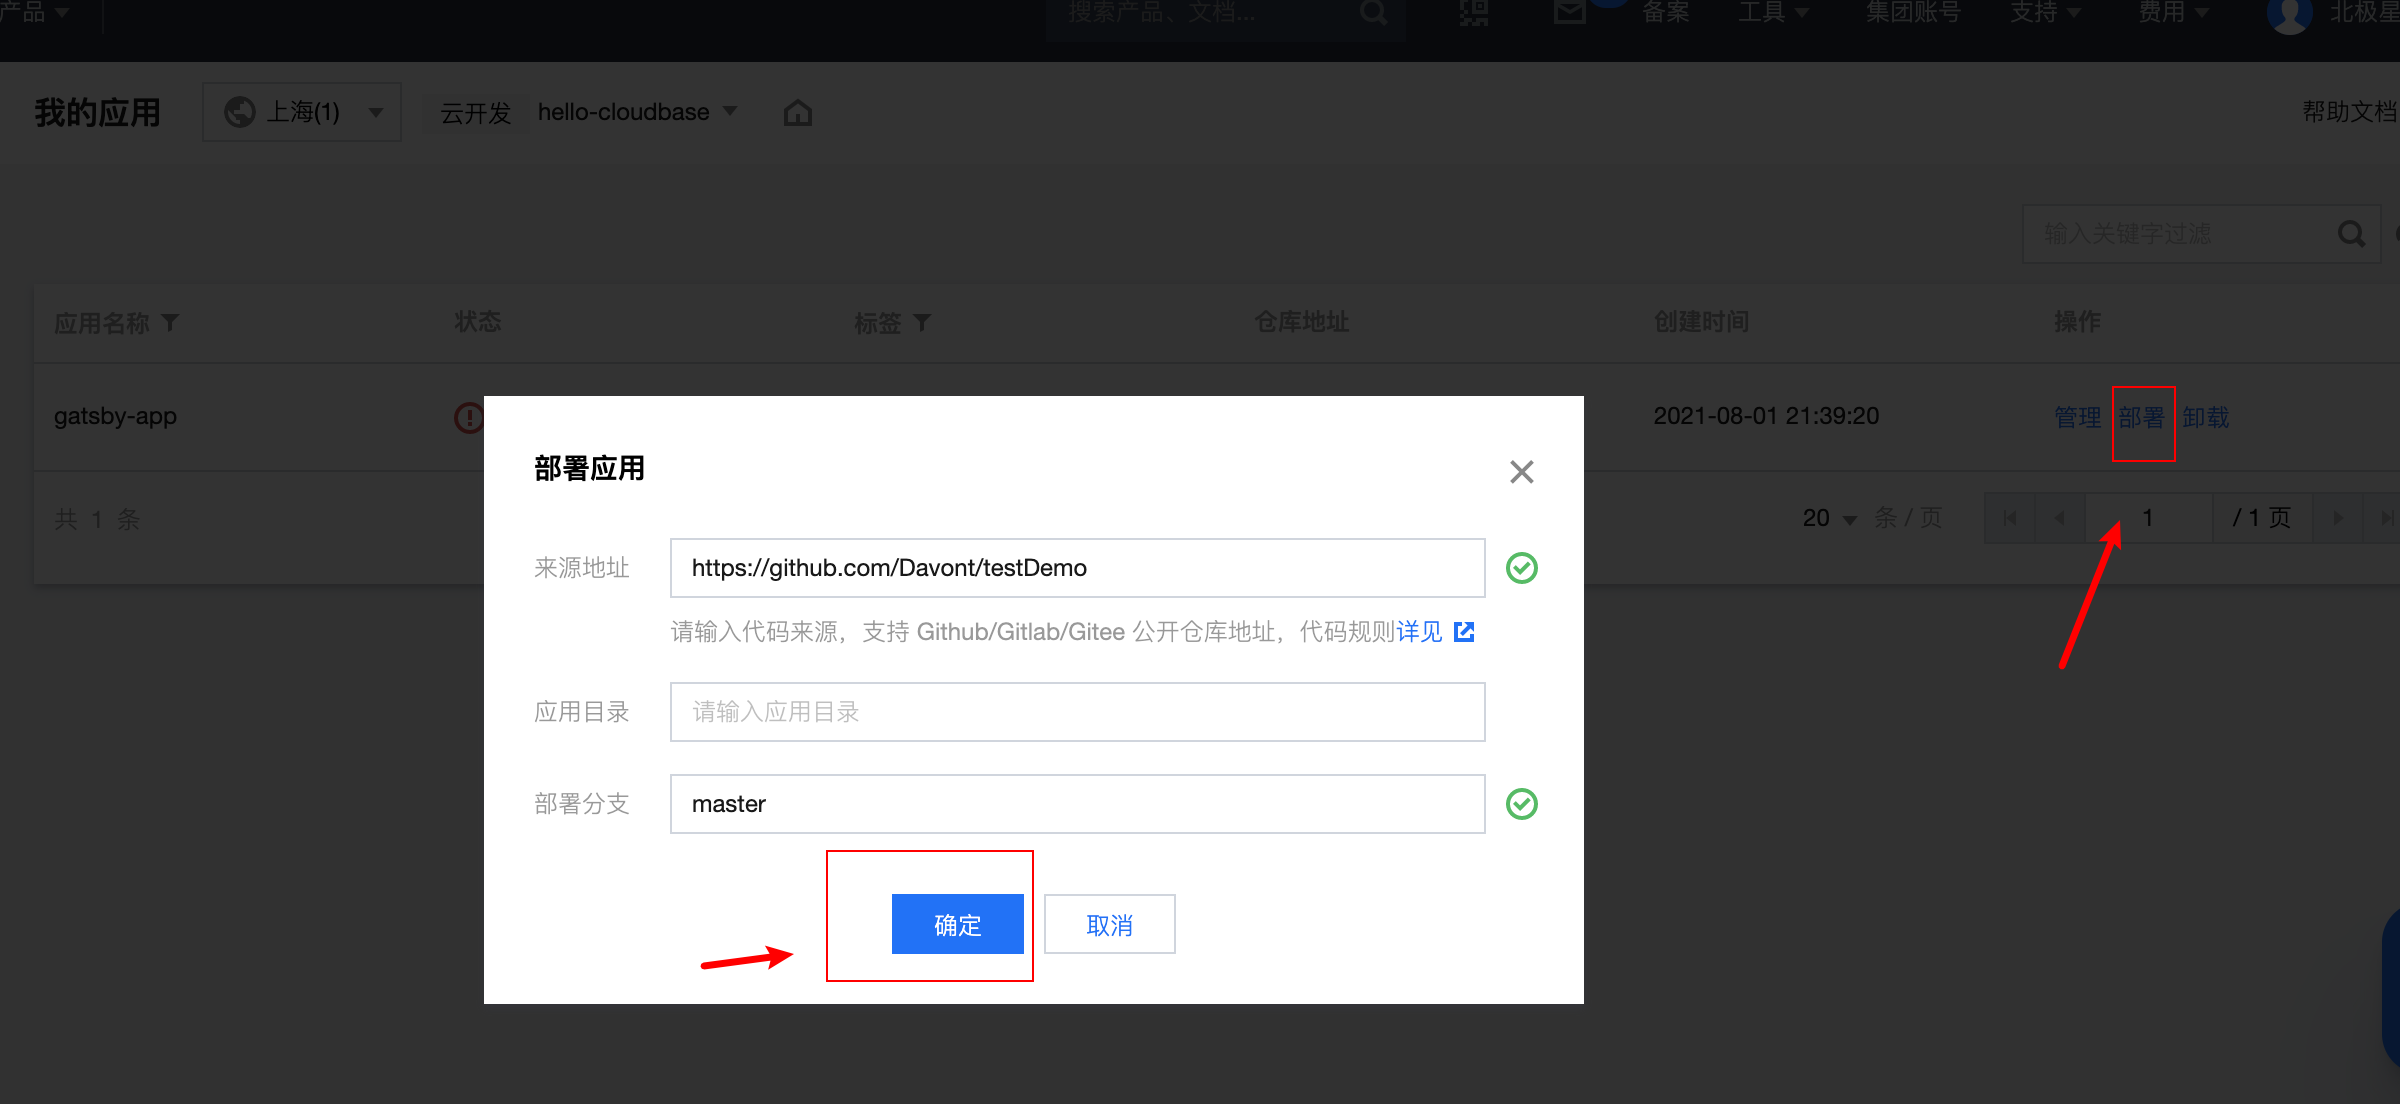 产品
搜索产品、文档...
备案
工具
集团账号
支持
费用
北极星
我的应用
上海(1)
云开发
hello-cloudbase
帮助文档
输入关键字过滤
应用名称
状态
标签
仓库地址
创建时间
操作
gatsby-app
2021-08-01 21:39:20
管理 部署 卸载
共 1 条
20 条 / 页
1
/ 1 页
部署应用
来源地址
https://github.com/Davont/testDemo
请输入代码来源，支持 Github/Gitlab/Gitee 公开仓库地址，代码规则详见
应用目录
请输入应用目录
部署分支
master
确定
取消